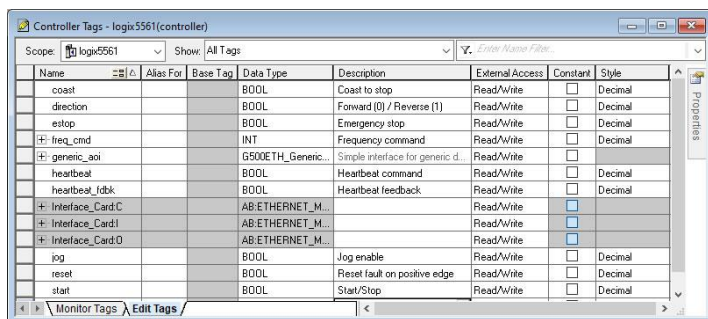 Controller Tags - logix5561(controller)
Scope: logix5561 Show: All Tags Enter Name Filter...
Name Alias For Base Tag Data Type Description External Access Constant Style
coast BOOL Coast to stop Read/Write Decimal
direction BOOL Forward (0) / Reverse (1) Read/Write Decimal
estop BOOL Emergency stop Read/Write Decimal
freq_cmd INT Frequency command Read/Write Decimal
generic_aoi G500ETH_Generic... Simple interface for generic d... Read/Write
heartbeat BOOL Heartbeat command Read/Write Decimal
heartbeat_fdbk BOOL Heartbeat feedback Read/Write Decimal
Interface_Card:C AB:ETHERNET_M... Read/Write
Interface_Card:I AB:ETHERNET_M... Read/Write
Interface_Card:O AB:ETHERNET_M... Read/Write
jog BOOL Jog enable Read/Write Decimal
reset BOOL Reset fault on positive edge Read/Write Decimal
start BOOL Start/Stop Read/Write Decimal
Monitor Tags Edit Tags
Properties